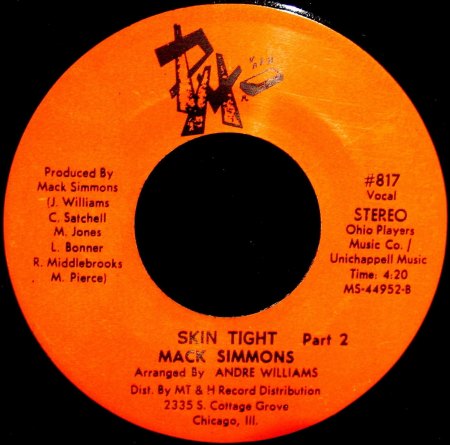 PM
Produced By
Mack Simmons
(J. Williams
C. Satchell
M. Jones
L. Bonner
R. Middlebrooks
M. Pierce)
#817
Vocal
STEREO
Ohio Players
Music Co. /
Unichappell Music
Time: 4:20
MS-44952-B
SKIN TIGHT Part 2
MACK SIMMONS
Arranged By ANDRE WILLIAMS
Dist. By MT & H Record Distribution
2335 S. Cottage Grove
Chicago, Ill.